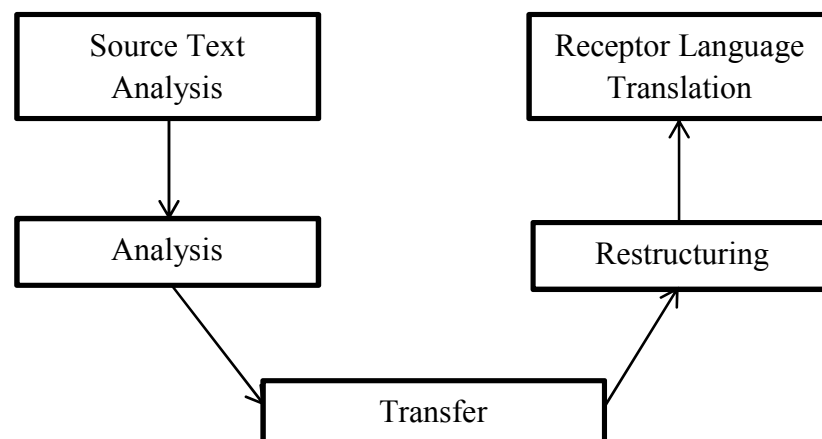 Source Text
Analysis
Receptor Language
Translation
Analysis
Restructuring
Transfer